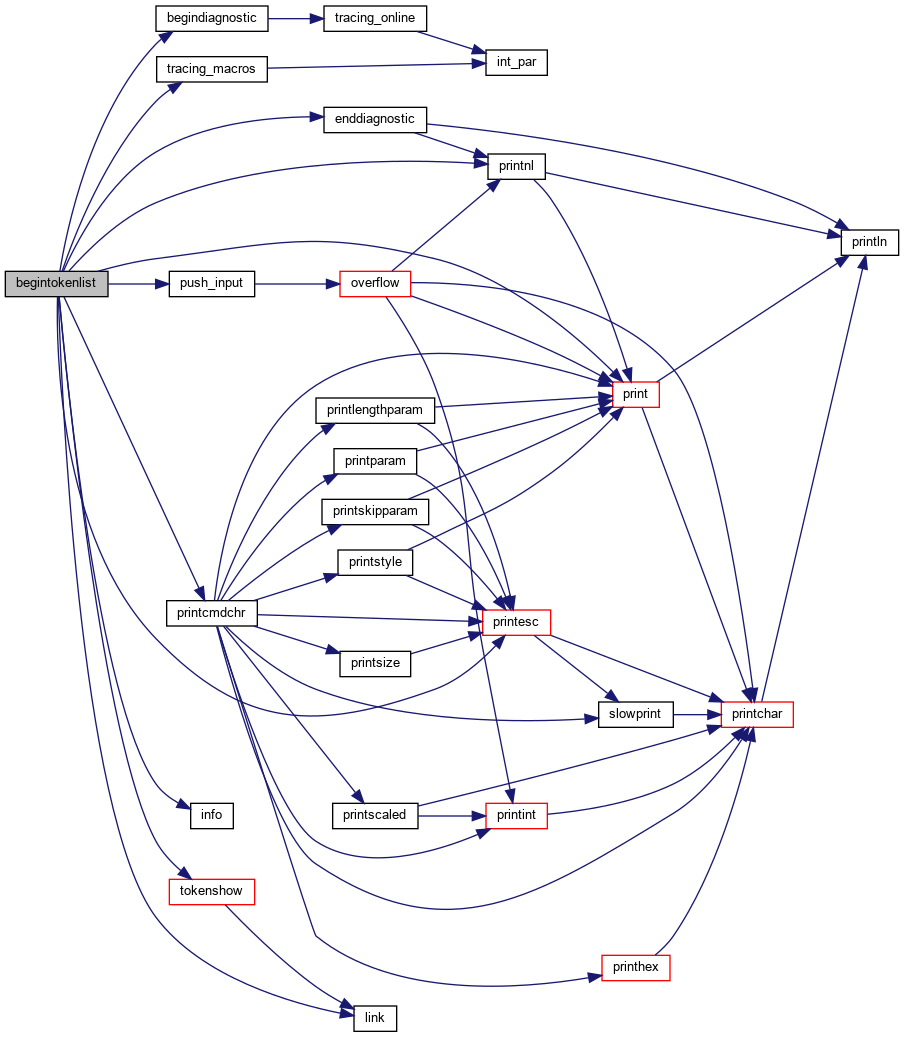 begindiagnostic
tracing_online
int_par
tracing_macros
enddiagnostic
printnl
println
begintokenlist
push_input
overflow
print
printlengthparam
printparam
printskipparam
printstyle
printcmdchr
printesc
printsize
slowprint
printchar
info
printscaled
printint
tokenshow
printhex
link